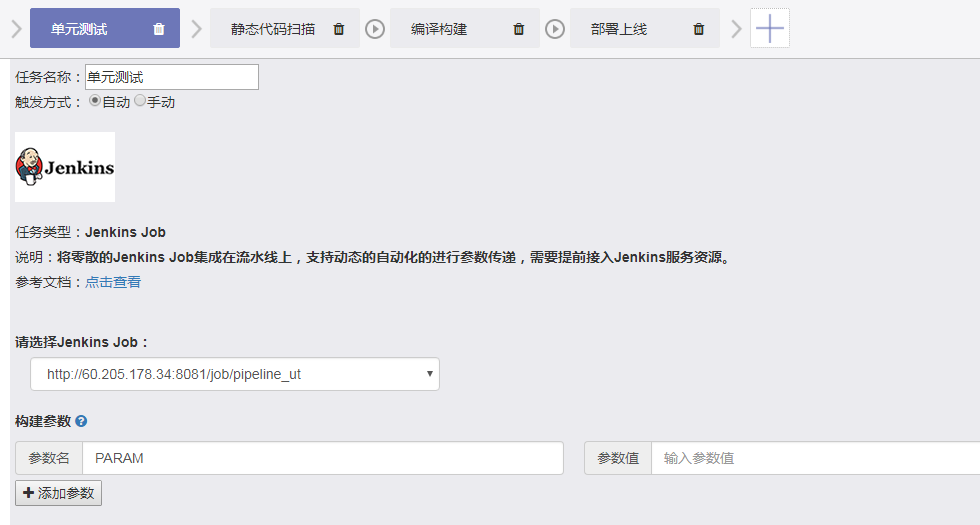 单元测试 静态代码扫描 编译构建 部署上线
任务名称：单元测试
触发方式：自动 手动
Jenkins
任务类型：Jenkins Job
说明：将零散的Jenkins Job集成在流水线上，支持动态的自动化的进行参数传递，需要提前接入Jenkins服务资源。
参考文档：点击查看
请选择Jenkins Job：
http://60.205.178.34:8081/job/pipeline_ut
构建参数
参数名 PARAM 参数值 输入参数值
添加参数